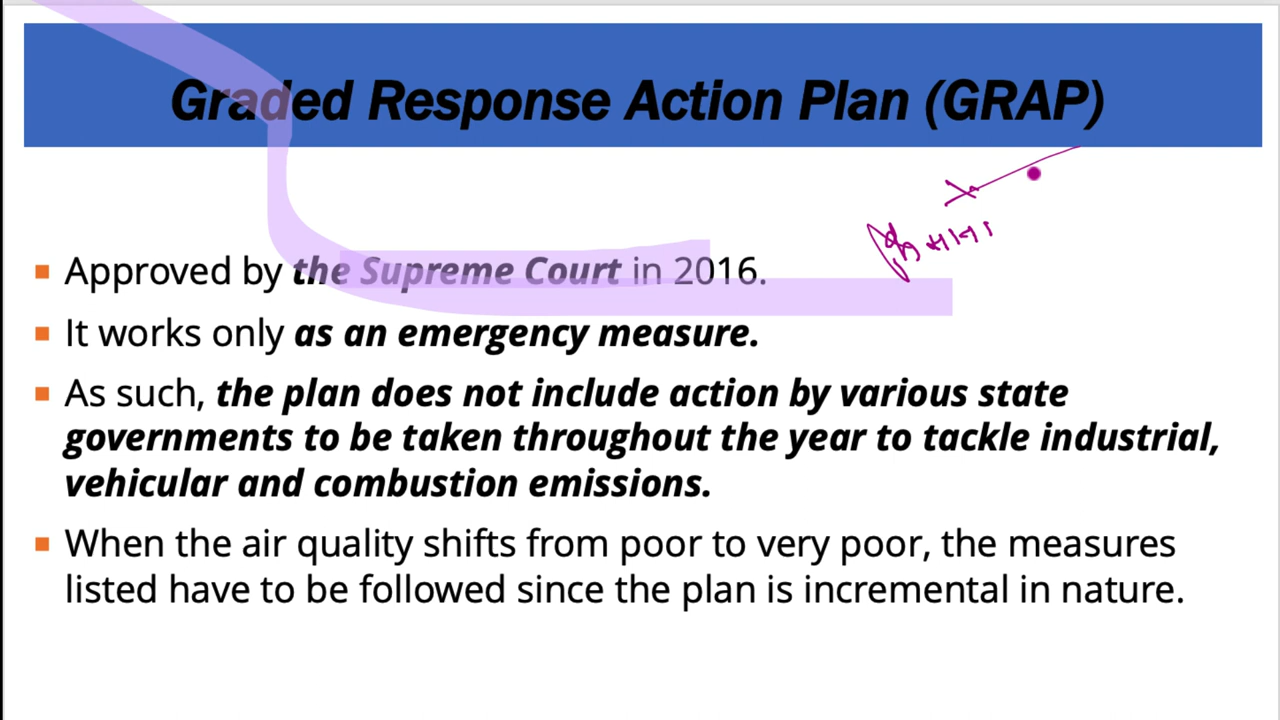 Graded Response Action Plan (GRAP)
Approved by the Supreme Court in 2016.
It works only as an emergency measure.
As such, the plan does not include action by various state
governments to be taken throughout the year to tackle industrial,
vehicular and combustion emissions.
When the air quality shifts from poor to very poor, the measures
listed have to be followed since the plan is incremental in nature.